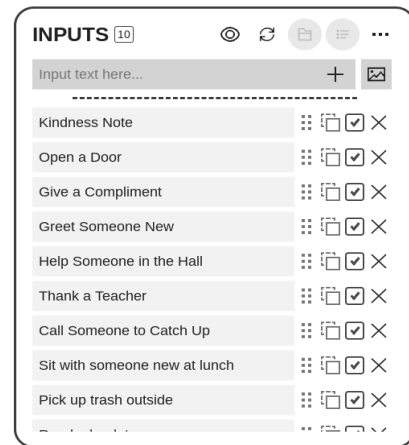 INPUTS 10
Input text here...
Kindness Note
Open a Door
Give a Compliment
Greet Someone New
Help Someone in the Hall
Thank a Teacher
Call Someone to Catch Up
Sit with someone new at lunch
Pick up trash outside